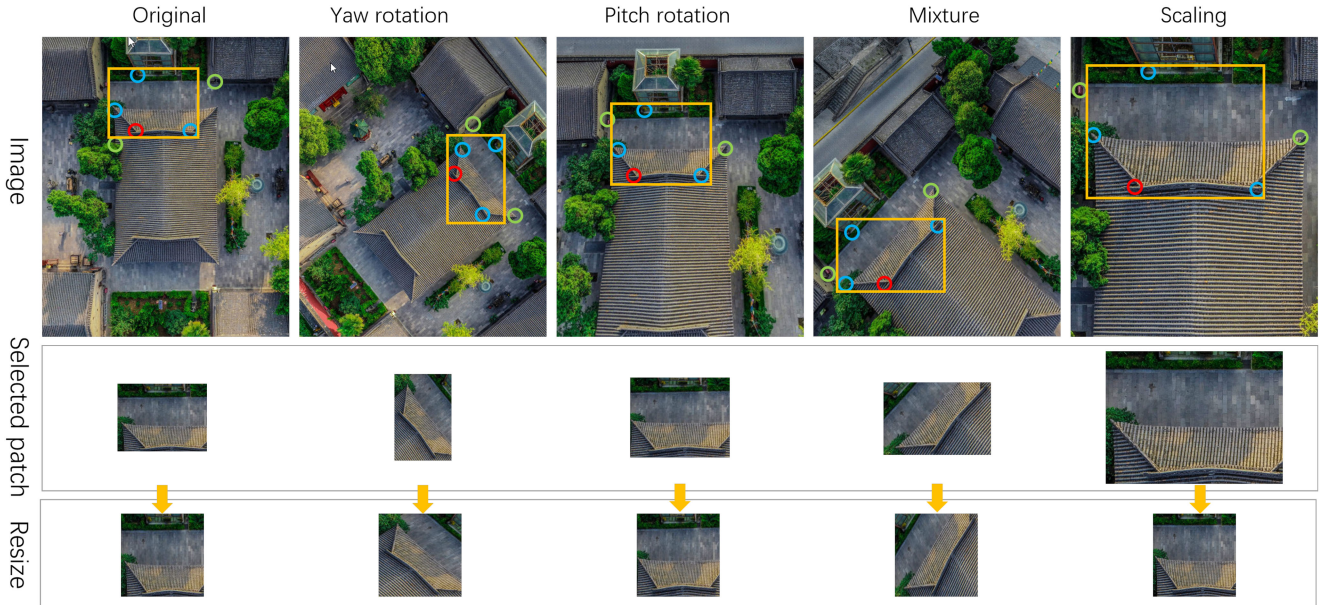 Original Yaw rotation Pitch rotation Mixture Scaling
Image
Selected patch
Resize